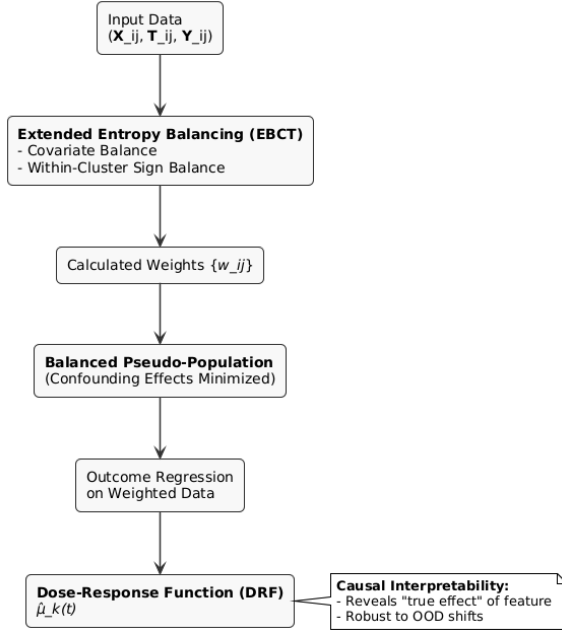 Input Data
(X_ij, T_ij, Y_ij)
Extended Entropy Balancing (EBCT)
- Covariate Balance
- Within-Cluster Sign Balance
Calculated Weights {w_ij}
Balanced Pseudo-Population
(Confounding Effects Minimized)
Outcome Regression
on Weighted Data
Dose-Response Function (DRF)
μ̂_k(t)
Causal Interpretability:
- Reveals "true effect" of feature
- Robust to OOD shifts